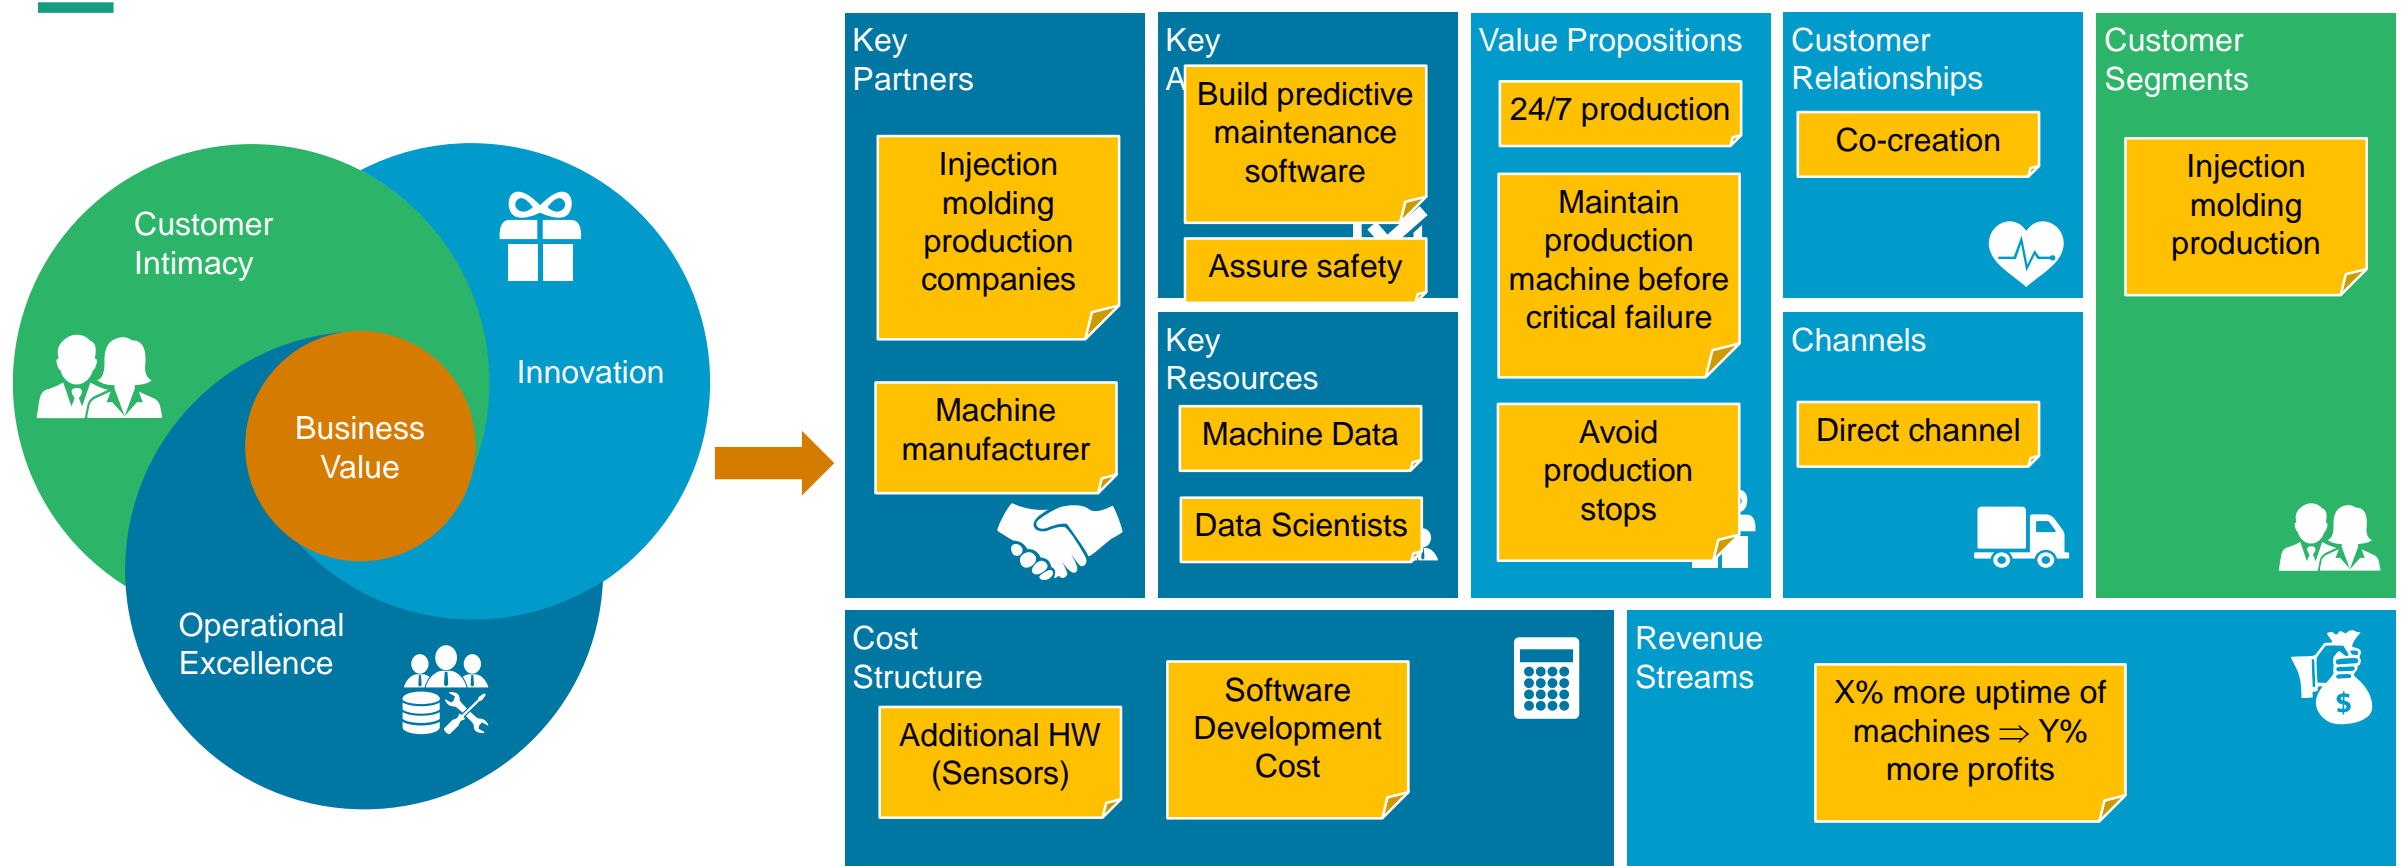 Customer
Intimacy
Innovation
Business
Value
Operational
Excellence
Key
Partners
Injection
molding
production
companies
Machine
manufacturer
Key
A
Build predictive
maintenance
software
Assure safety
Key
Resources
Machine Data
Data Scientists
Value Propositions
24/7 production
Maintain
production
machine before
critical failure
Avoid
production
stops
Customer
Relationships
Co-creation
Channels
Direct channel
Customer
Segments
Injection
molding
production
Cost
Structure
Additional HW
(Sensors)
Software
Development
Cost
Revenue
Streams
X% more uptime of
machines ⇒ Y%
more profits
$